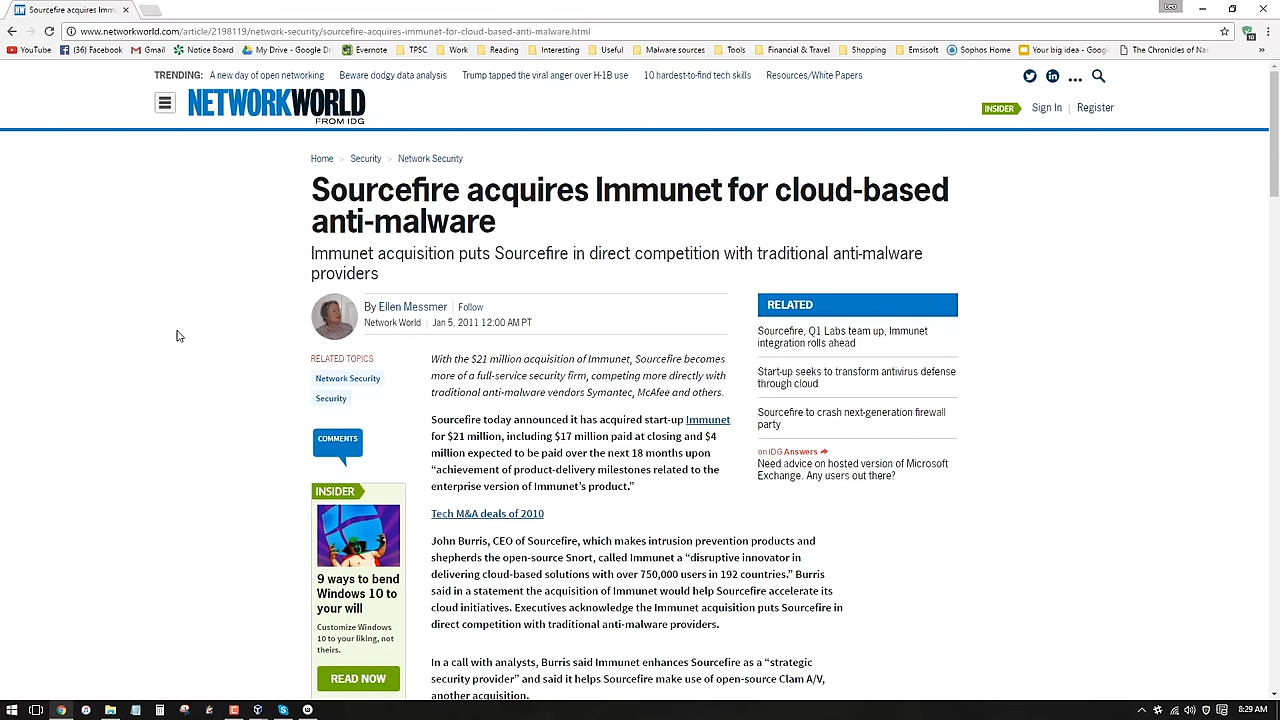 Sourcefire acquires Imm
Leo
www.networkworld.com/article/2198119/network-security/sourcefire-acquires-immunet-for-cloud-based-anti-malware.html
YouTube (36) Facebook Gmail Notice Board My Drive - Google Dr Evernote TPSC Work Reading Interesting Useful Malware sources Tools Financial & Travel Shopping Emsisoft Sophos Home Your big idea - Goog The Chronicles of Nar
TRENDING: A new day of open networking Beware dodgy data analysis Trump tapped the viral anger over H-1B use 10 hardest-to-find tech skills Resources/White Papers
NETWORKWORLD
FROM IDG
INSIDER Sign In | Register
Home > Security > Network Security
Sourcefire acquires Immunet for cloud-based
anti-malware
Immunet acquisition puts Sourcefire in direct competition with traditional anti-malware
providers
By Ellen Messmer | Follow
Network World | Jan 5, 2011 12:00 AM PT
RELATED TOPICS
Network Security
Security
COMMENTS
INSIDER
9 ways to bend
Windows 10 to
your will
Customize Windows
10 to your liking, not
theirs.
READ NOW
With the $21 million acquisition of Immunet, Sourcefire becomes
more of a full-service security firm, competing more directly with
traditional anti-malware vendors Symantec, McAfee and others.
Sourcefire today announced it has acquired start-up Immunet
for $21 million, including $17 million paid at closing and $4
million expected to be paid over the next 18 months upon
“achievement of product-delivery milestones related to the
enterprise version of Immunet’s product.”
Tech M&A deals of 2010
John Burris, CEO of Sourcefire, which makes intrusion prevention products and
shepherds the open-source Snort, called Immunet a “disruptive innovator in
delivering cloud-based solutions with over 750,000 users in 192 countries.” Burris
said in a statement the acquisition of Immunet would help Sourcefire accelerate its
cloud initiatives. Executives acknowledge the Immunet acquisition puts Sourcefire in
direct competition with traditional anti-malware providers.
In a call with analysts, Burris said Immunet enhances Sourcefire as a “strategic
security provider” and said it helps Sourcefire make use of open-source Clam A/V,
another acquisition.
RELATED
Sourcefire, Q1 Labs team up, Immunet
integration rolls ahead
Start-up seeks to transform antivirus defense
through cloud
Sourcefire to crash next-generation firewall
party
on IDG Answers
Need advice on hosted version of Microsoft
Exchange. Any users out there?
8:29 AM